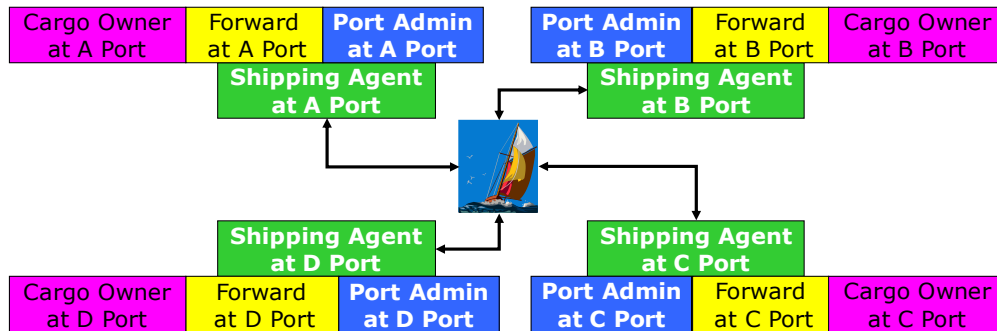 Cargo Owner
at A Port
Forward
at A Port
Port Admin
at A Port
Port Admin
at B Port
Forward
at B Port
Cargo Owner
at B Port
Shipping Agent
at A Port
Shipping Agent
at B Port
Shipping Agent
at D Port
Shipping Agent
at C Port
Cargo Owner
at D Port
Forward
at D Port
Port Admin
at D Port
Port Admin
at C Port
Forward
at C Port
Cargo Owner
at C Port